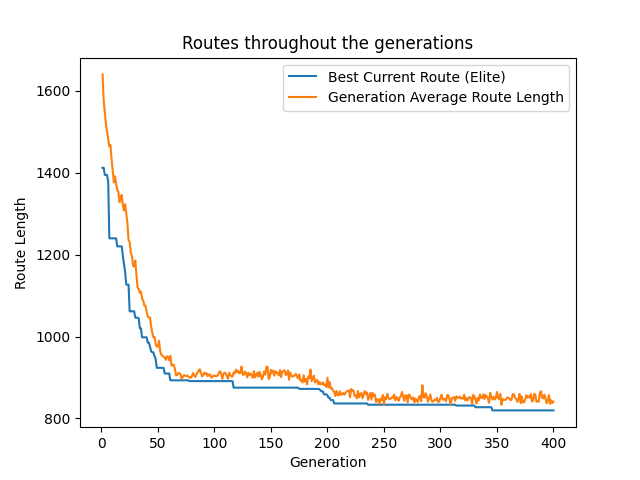 Routes throughout the generations
Best Current Route (Elite)
Generation Average Route Length
Route Length
1600
1400
1200
1000
800
0 50 100 150 200 250 300 350 400
Generation